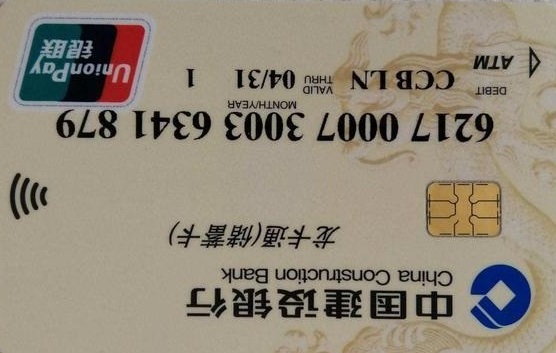 中国建设银行
China Construction Bank
龙卡通(储蓄卡)
6217 0007 3003 6341 879
MONTH/YEAR
DEBIT CCB LN VALID THRU 04/31 1
ATM
UnionPay
银联